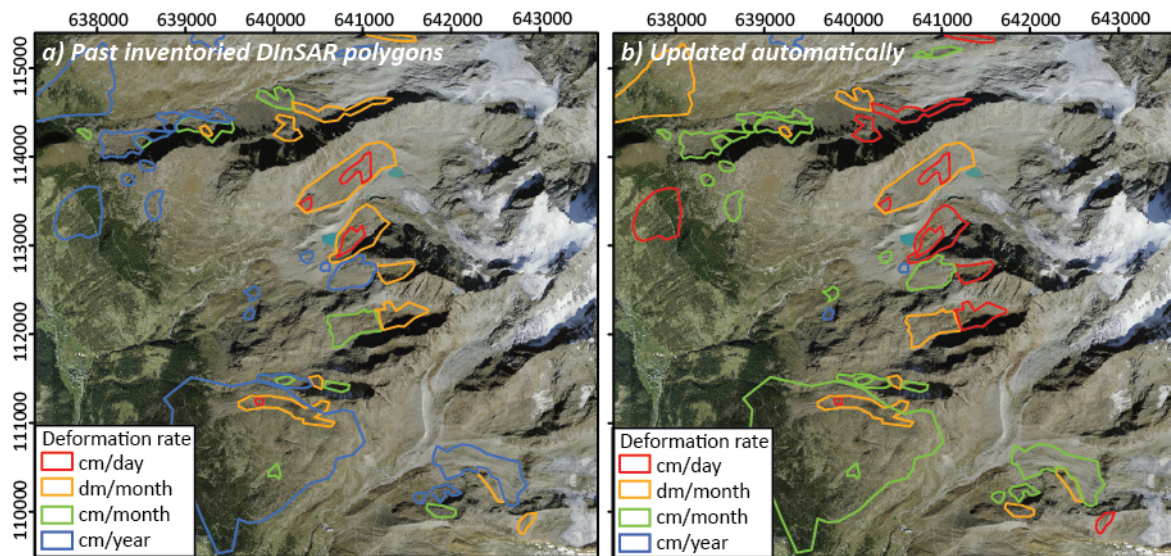 638000 639000 640000 641000 642000 643000
638000 639000 640000 641000 642000 643000
115000
114000
113000
112000
111000
110000
a) Past inventoried DInSAR polygons
Deformation rate
cm/day
dm/month
cm/month
cm/year
b) Updated automatically
Deformation rate
cm/day
dm/month
cm/month
cm/year